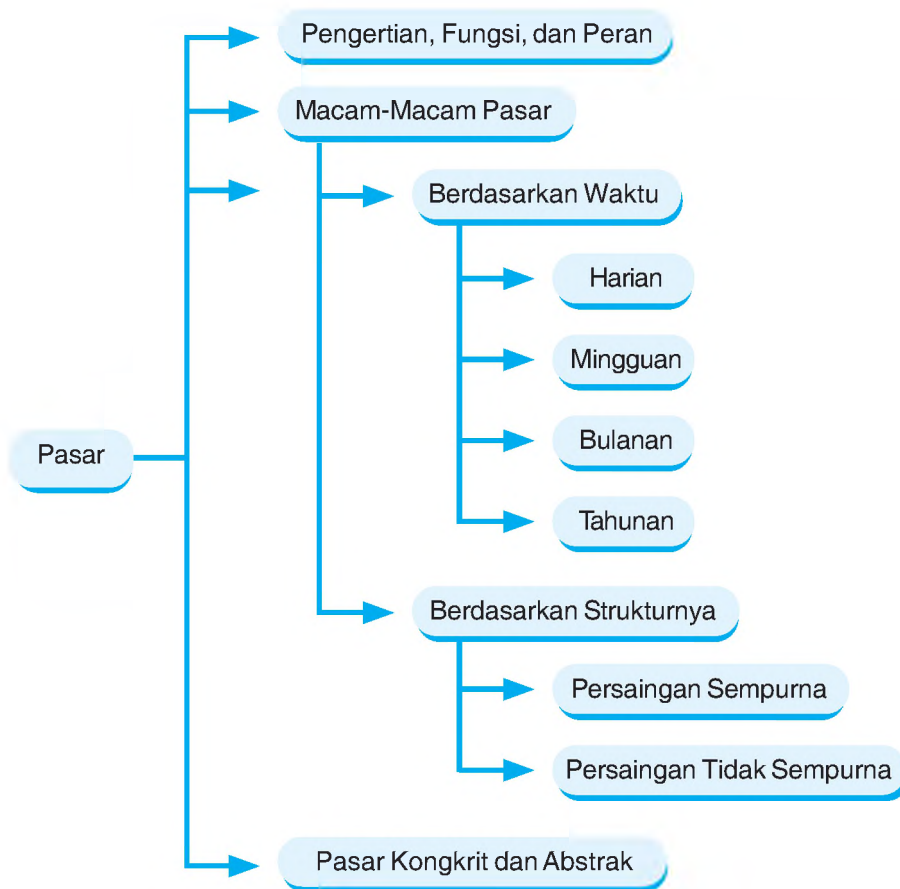 Pengertian, Fungsi, dan Peran
Macam-Macam Pasar
Berdasarkan Waktu
Harian
Mingguan
Bulanan
Tahunan
Pasar
Berdasarkan Strukturnya
Persaingan Sempurna
Persaingan Tidak Sempurna
Pasar Kongkrit dan Abstrak